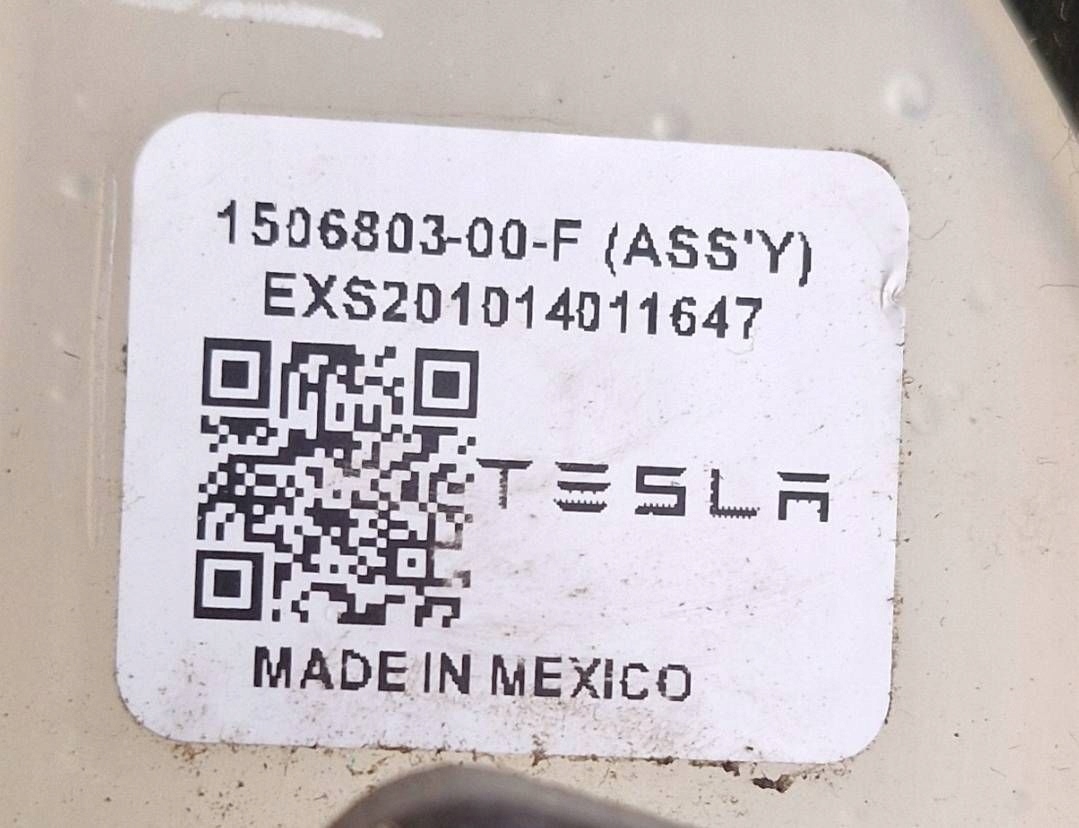 1506803-00-F (ASS'Y)
EXS201014011647
TESLA
MADE IN MEXICO